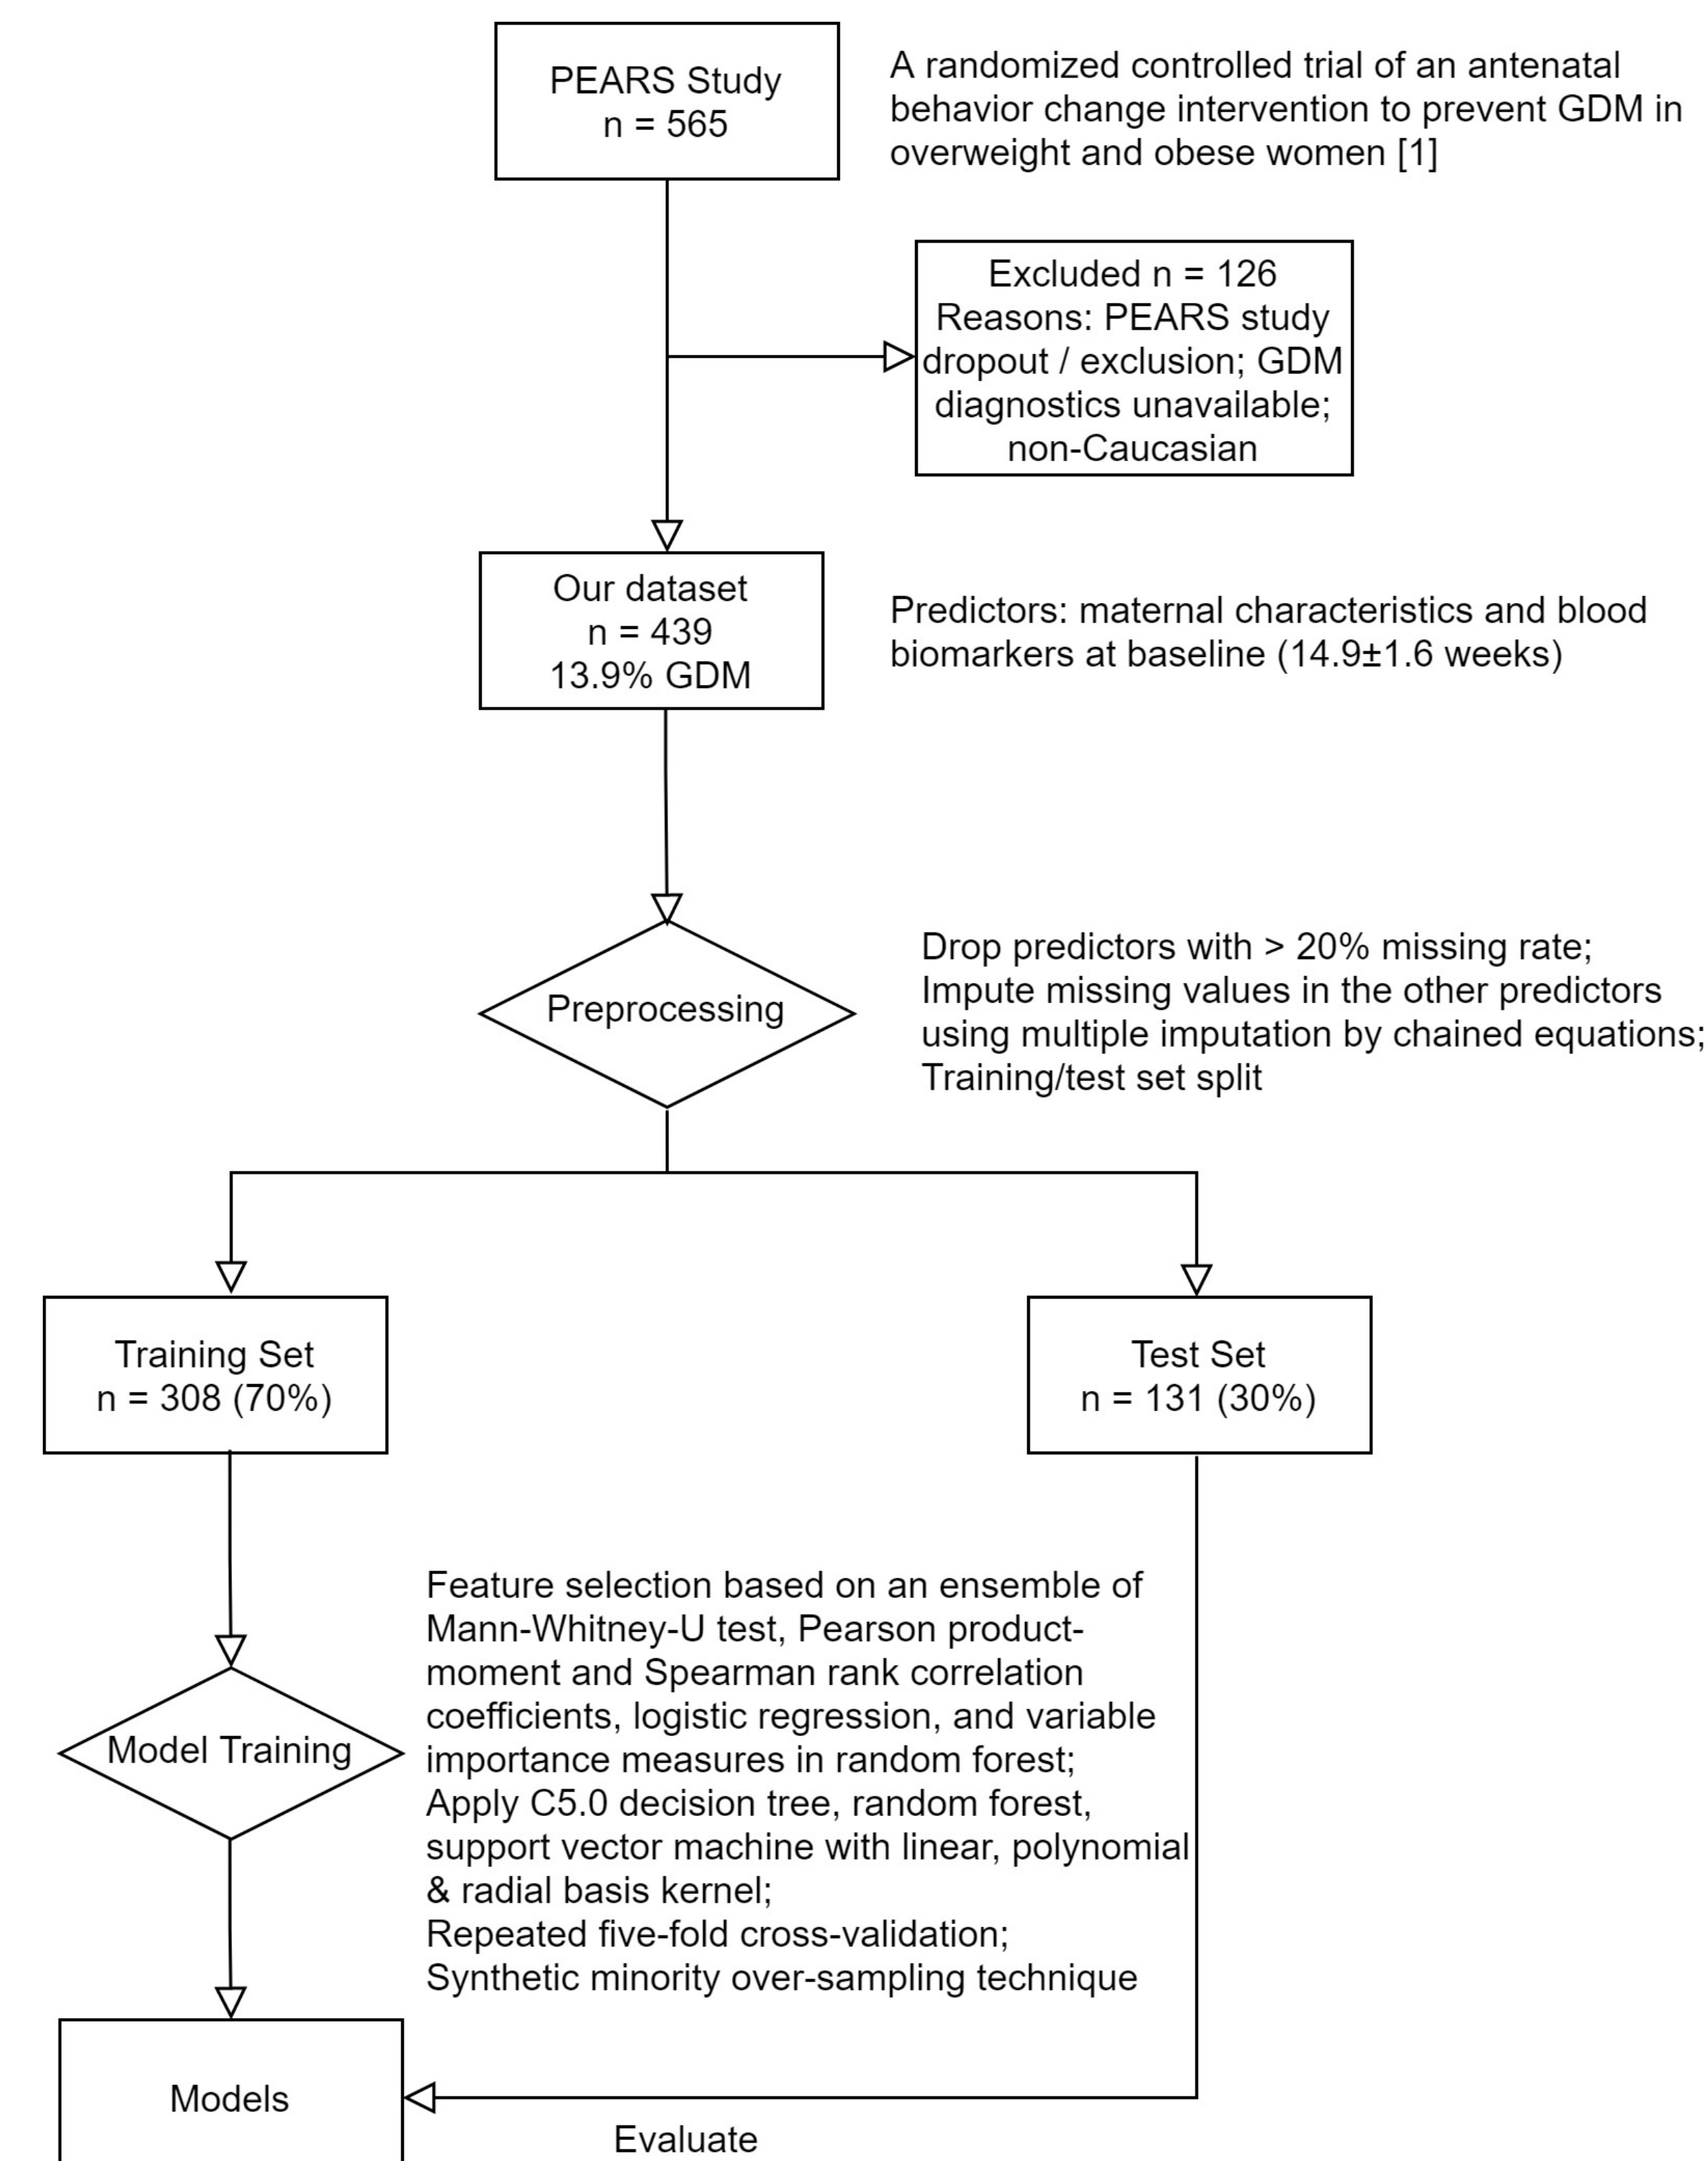 PEARS Study
n = 565
A randomized controlled trial of an antenatal
behavior change intervention to prevent GDM in
overweight and obese women [1]
Excluded n = 126
Reasons: PEARS study
dropout / exclusion; GDM
diagnostics unavailable;
non-Caucasian
Our dataset
n = 439
13.9% GDM
Predictors: maternal characteristics and blood
biomarkers at baseline (14.9±1.6 weeks)
Preprocessing
Drop predictors with > 20% missing rate;
Impute missing values in the other predictors
using multiple imputation by chained equations;
Training/test set split
Training Set
n = 308 (70%)
Test Set
n = 131 (30%)
Model Training
Feature selection based on an ensemble of
Mann-Whitney-U test, Pearson product-
moment and Spearman rank correlation
coefficients, logistic regression, and variable
importance measures in random forest;
Apply C5.0 decision tree, random forest,
support vector machine with linear, polynomial
& radial basis kernel;
Repeated five-fold cross-validation;
Synthetic minority over-sampling technique
Models
Evaluate